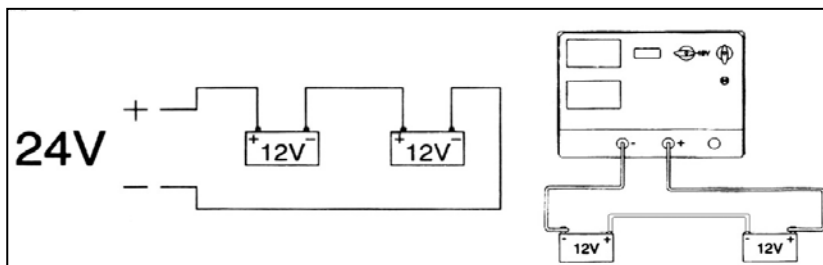 24V
+
−
+ 12V −
+ 12V −
- +
- 12V +
- 12V +